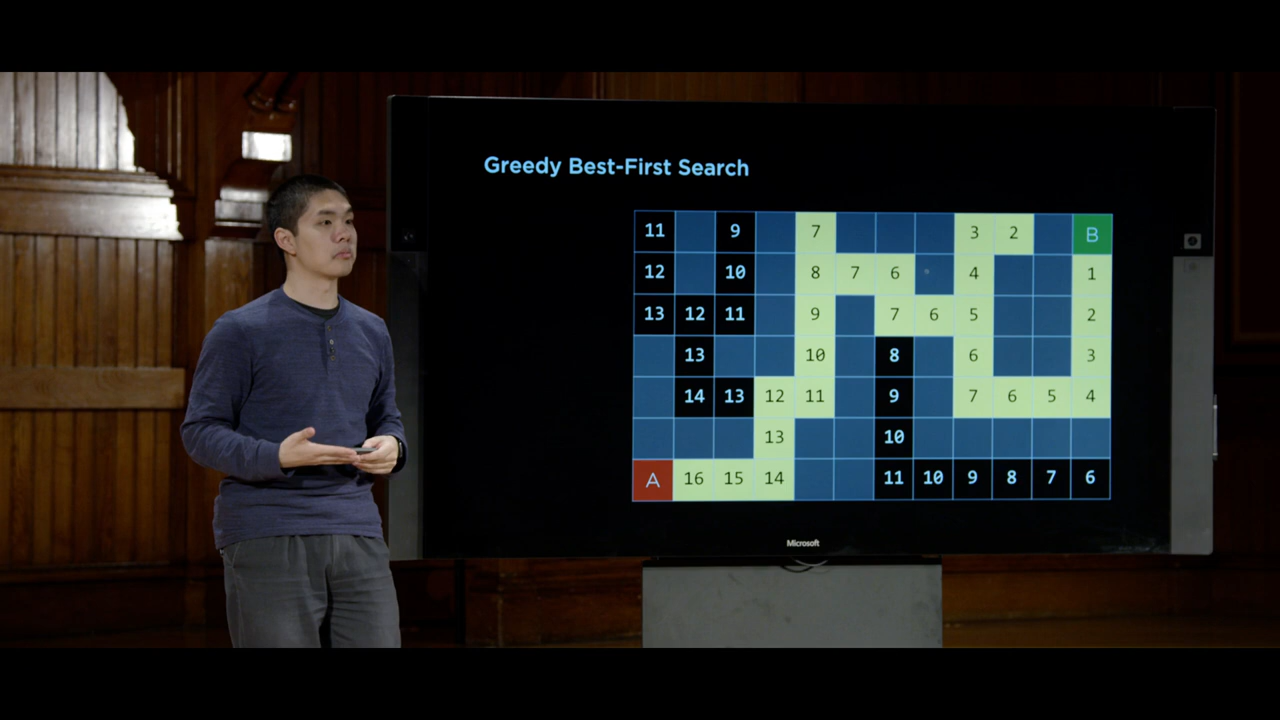 Greedy Best-First Search
11 9 7 3 2 B
12 10 8 7 6 4 1
13 12 11 9 7 6 5 2
13 10 8 6 3
14 13 12 11 9 7 6 5 4
13 10
A 16 15 14 11 10 9 8 7 6
Microsoft